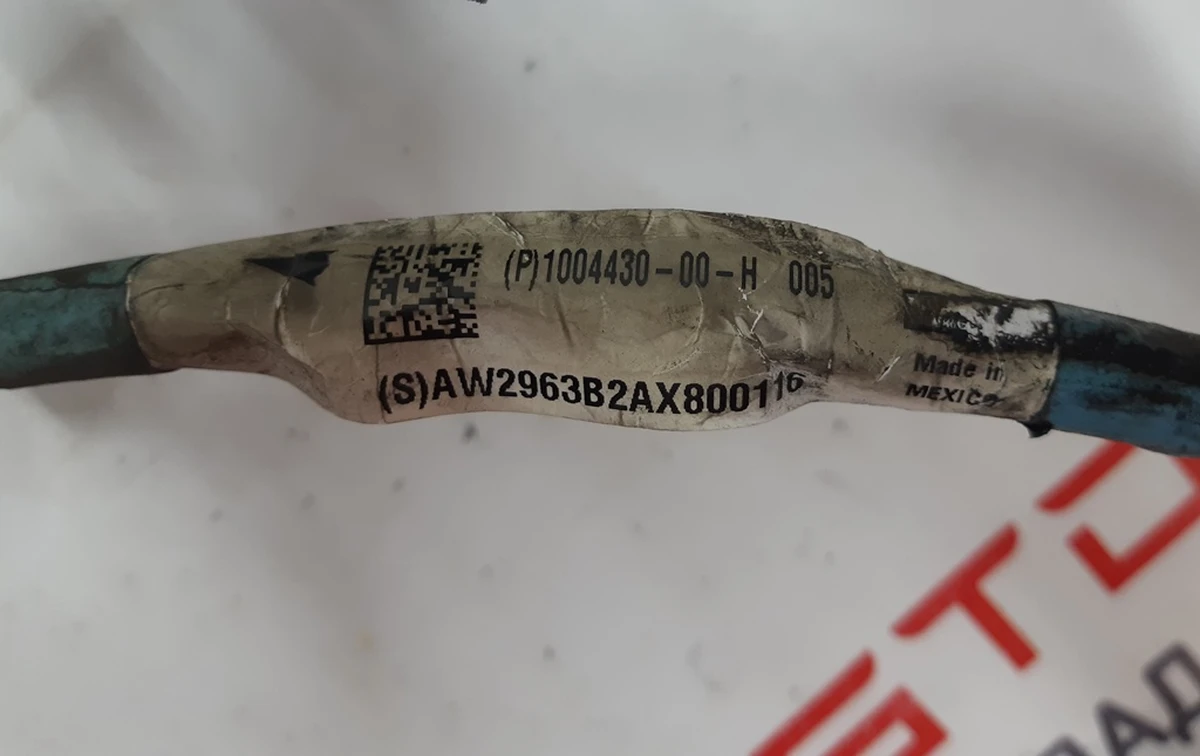 (P)1004430-00-H 005
(S)AW2963B2AX800116
Made in
MEXICO